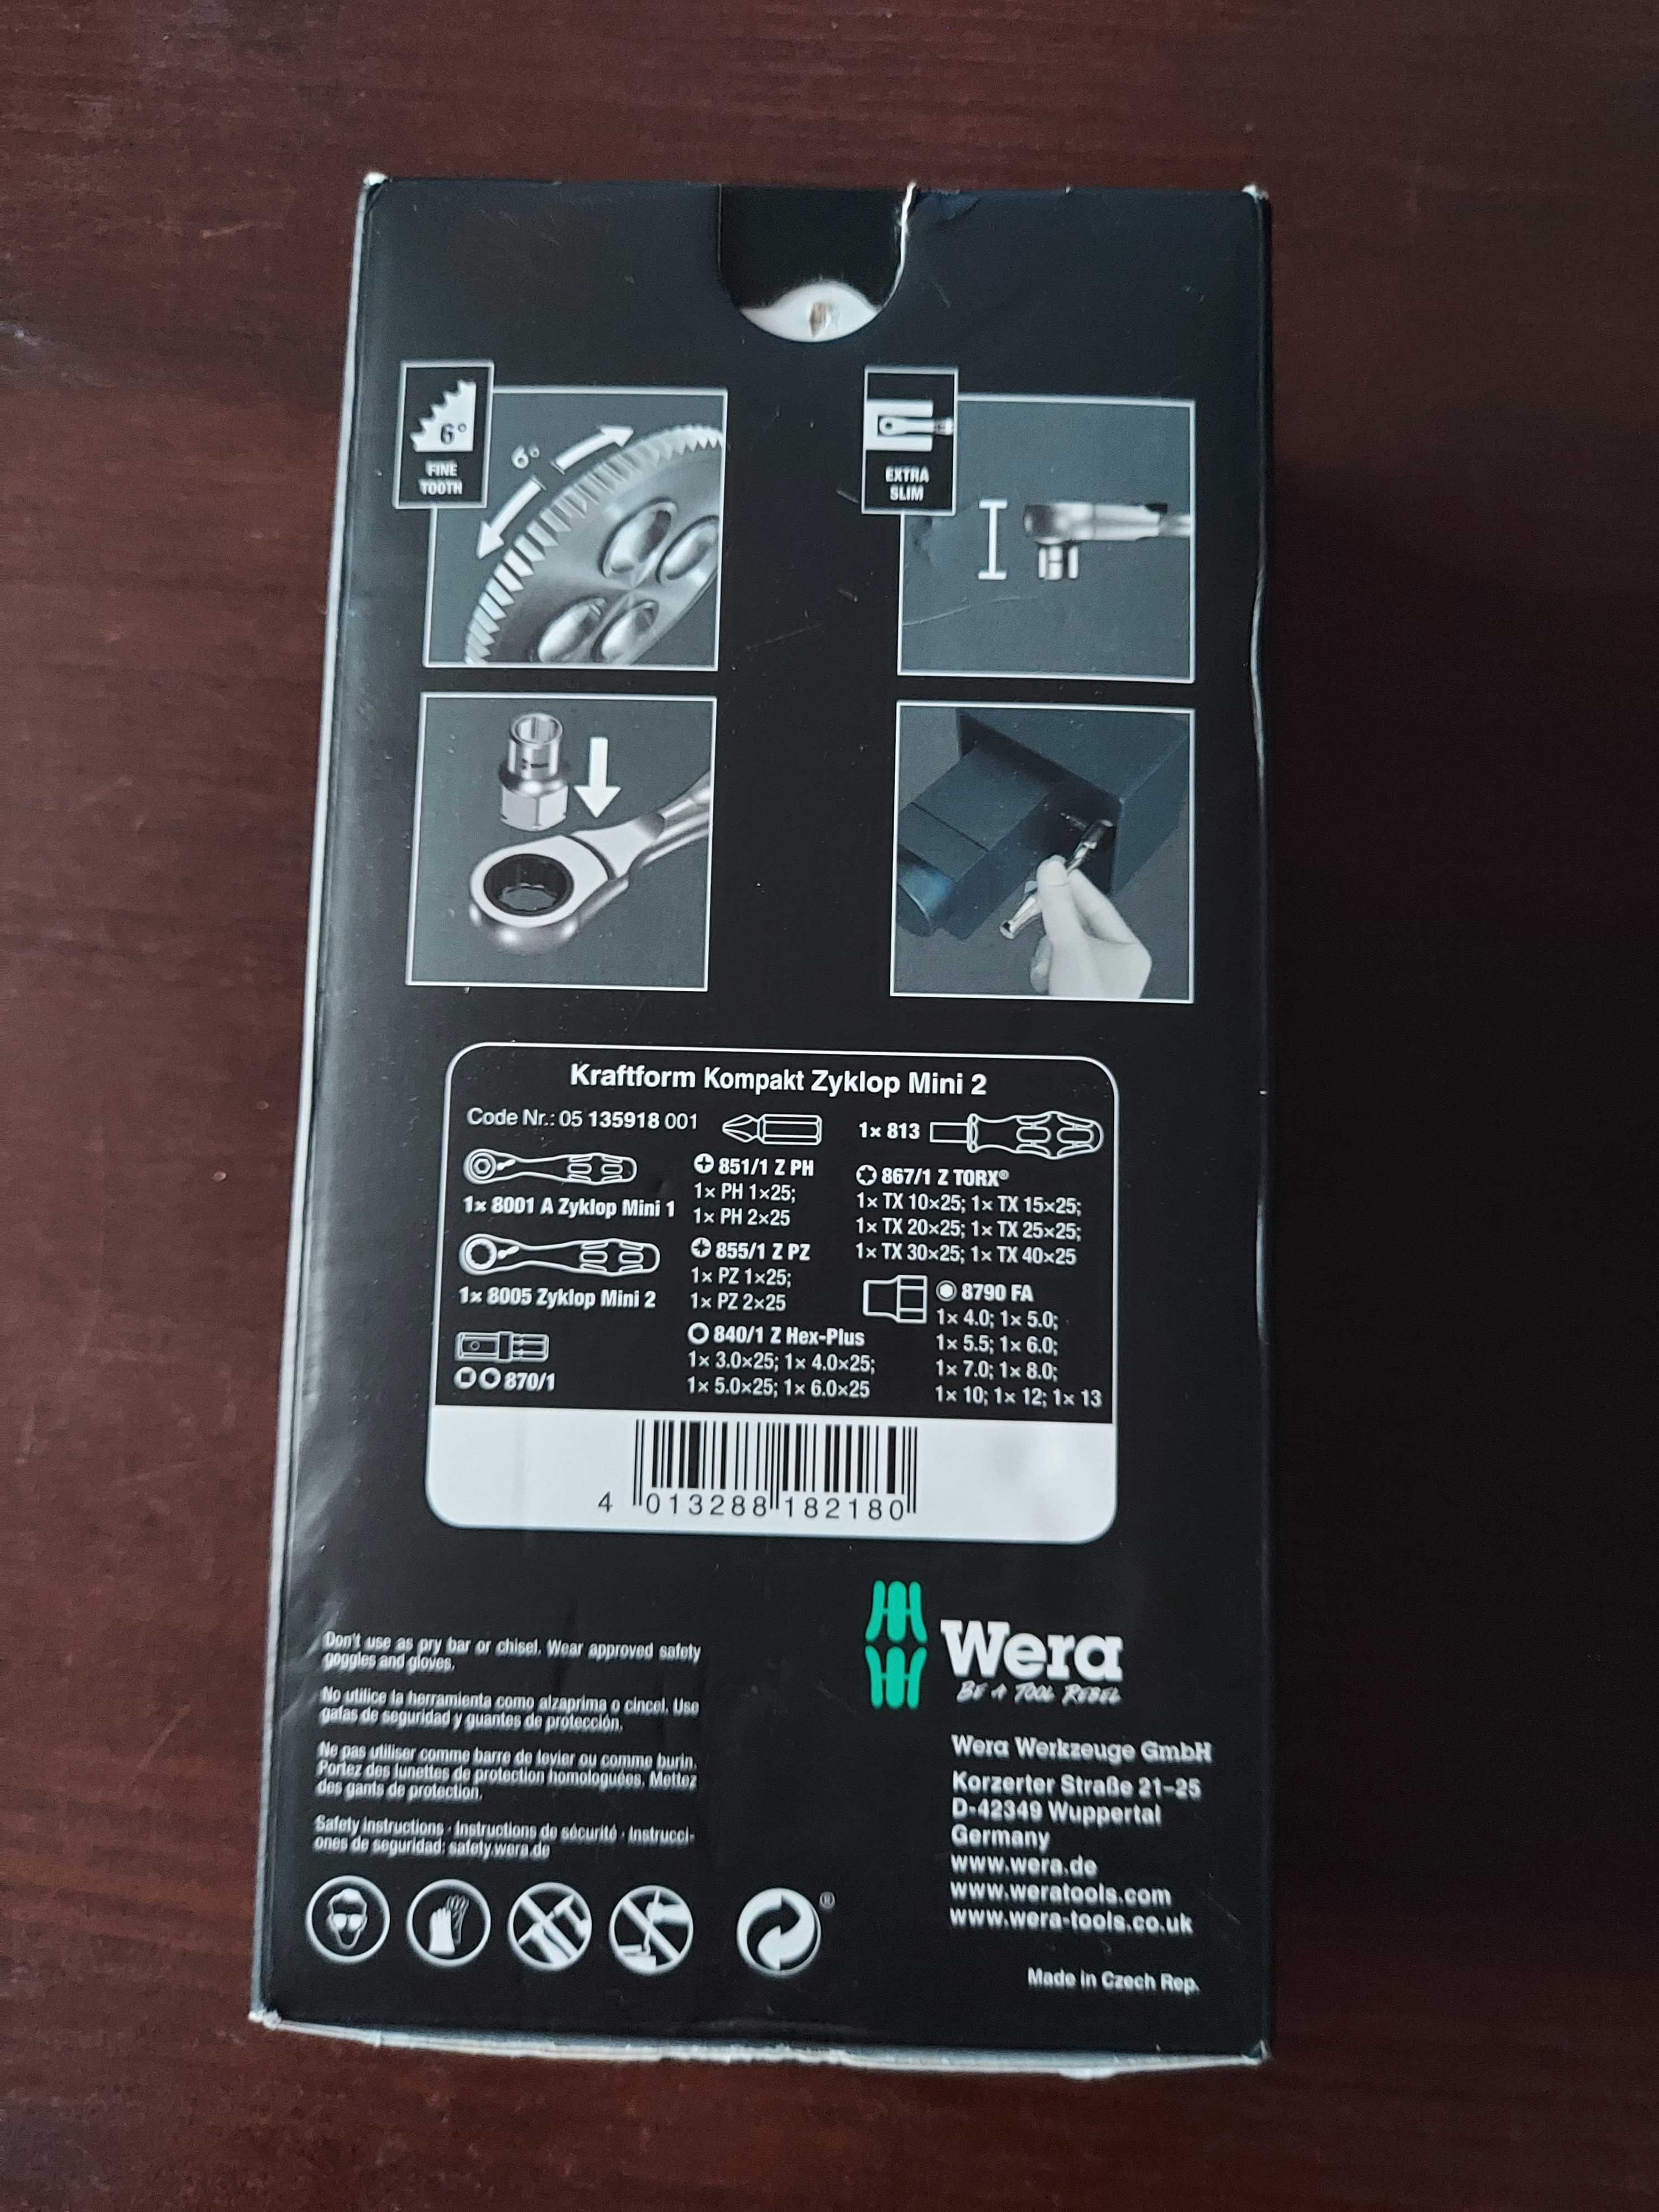 6°
FINE
TOOTH
6°
EXTRA
SLIM
Kraftform Kompakt Zyklop Mini 2
Code Nr.: 05 135918 001
1× 8001 A Zyklop Mini 1
1× 8005 Zyklop Mini 2
870/1
851/1 Z PH
1× PH 1×25;
1× PH 2×25
855/1 Z PZ
1× PZ 1×25;
1× PZ 2×25
840/1 Z Hex-Plus
1× 3.0×25; 1× 4.0×25;
1× 5.0×25; 1× 6.0×25
1× 813
867/1 Z TORX®
1× TX 10×25; 1× TX 15×25;
1× TX 20×25; 1× TX 25×25;
1× TX 30×25; 1× TX 40×25
8790 FA
1× 4.0; 1× 5.0;
1× 5.5; 1× 6.0;
1× 7.0; 1× 8.0;
1× 10; 1× 12; 1× 13
4 013288 182180
Don't use as pry bar or chisel. Wear approved safety
goggles and gloves.
No utilice la herramienta como alzaprima o cincel. Use
gafas de seguridad y guantes de protección.
Ne pas utiliser comme barre de levier ou comme burin.
Portez des lunettes de protection homologuées. Mettez
des gants de protection.
Safety instructions · Instructions de sécurité · Instrucci-
ones de seguridad: safety.wera.de
®
Wera
BE A TOOL REBEL
Wera Werkzeuge GmbH
Korzerter Straße 21–25
D-42349 Wuppertal
Germany
www.wera.de
www.weratools.com
www.wera-tools.co.uk
Made in Czech Rep.